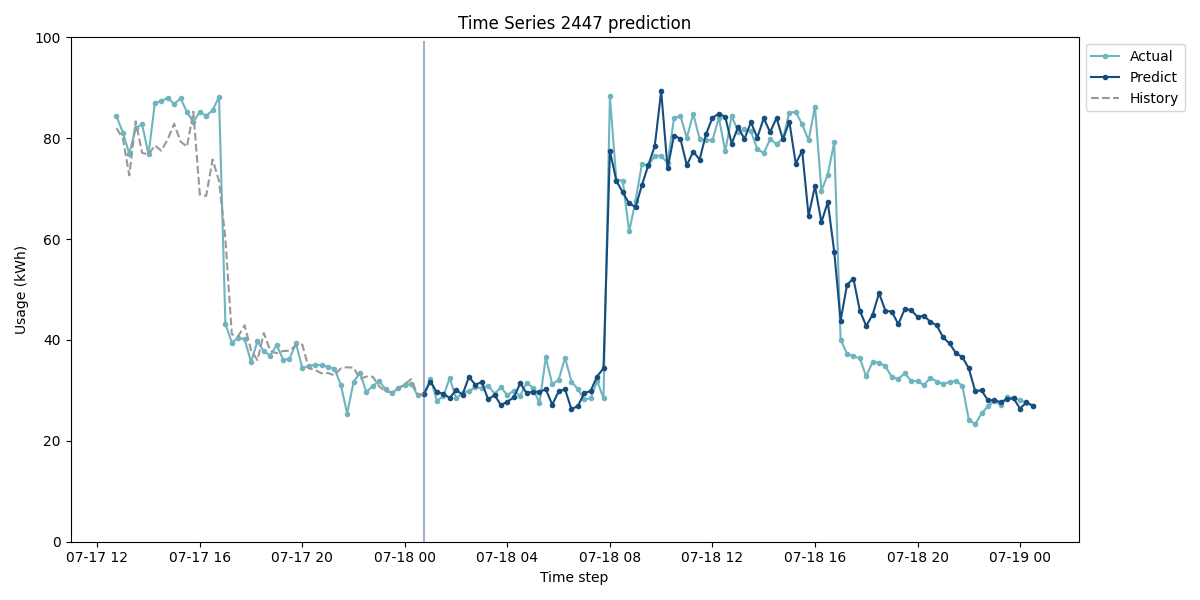 Time Series 2447 prediction
Usage (kWh)
100
80
60
40
20
0
07-17 12
07-17 16
07-17 20
07-18 00
07-18 04
07-18 08
07-18 12
07-18 16
07-18 20
07-19 00
Time step
Actual
Predict
History